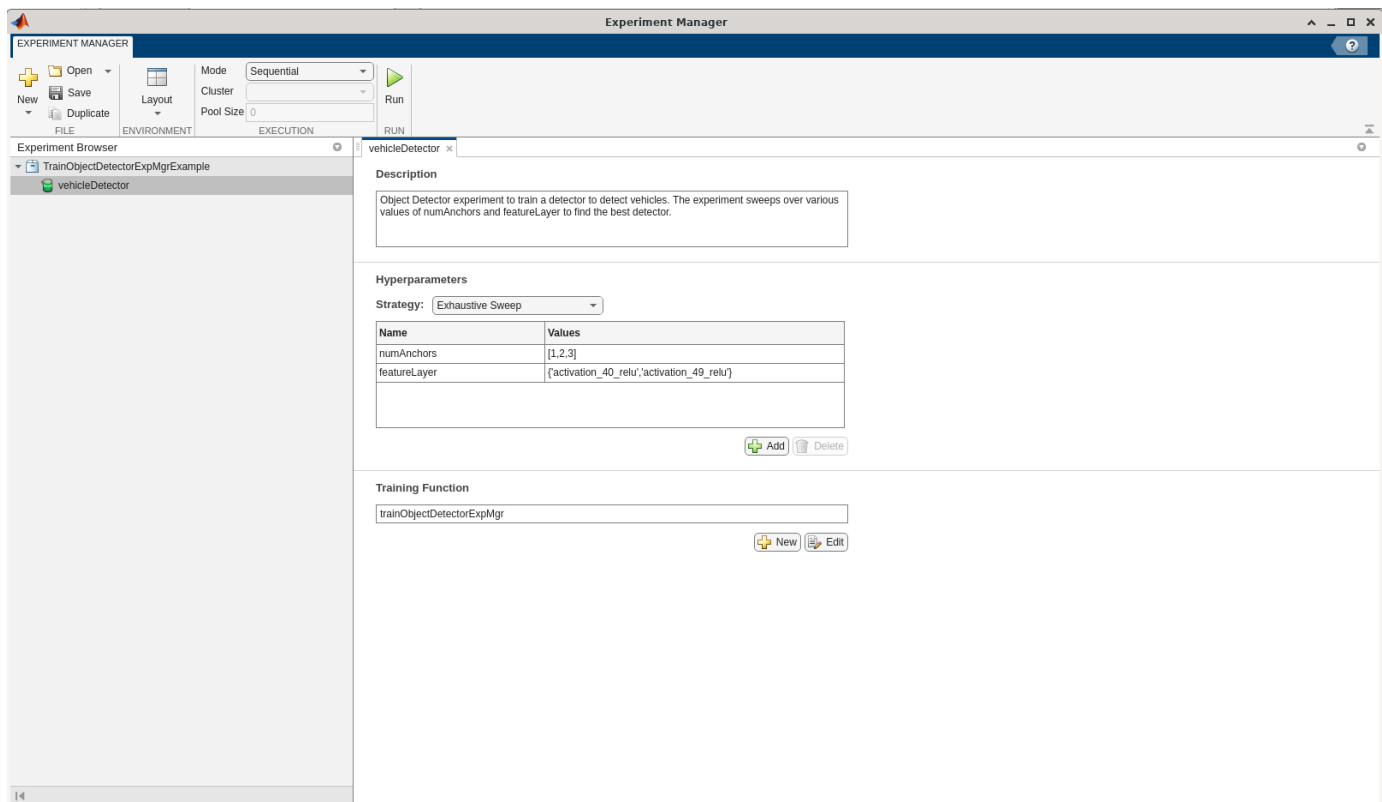 Experiment Manager
EXPERIMENT MANAGER
?
New
Open
Save
Duplicate
FILE
Layout
ENVIRONMENT
Mode Sequential
Cluster
Pool Size 0
EXECUTION
Run
RUN
Experiment Browser
TrainObjectDetectorExpMgrExample
vehicleDetector
vehicleDetector ×
Description
Object Detector experiment to train a detector to detect vehicles. The experiment sweeps over various
values of numAnchors and featureLayer to find the best detector.
Hyperparameters
Strategy: Exhaustive Sweep
Name Values
numAnchors [1,2,3]
featureLayer {'activation_40_relu','activation_49_relu'}
Add Delete
Training Function
trainObjectDetectorExpMgr
New Edit